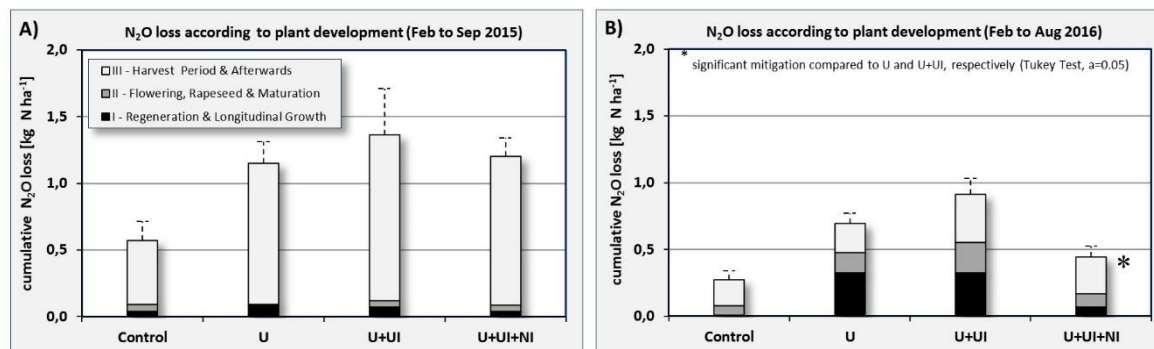 A)
N₂O loss according to plant development (Feb to Sep 2015)
cumulative N₂O loss [kg N ha⁻¹]
2,0
1,5
1,0
0,5
0,0
III - Harvest Period & Afterwards
II - Flowering, Rapeseed & Maturation
I - Regeneration & Longitudinal Growth
Control U U+UI U+UI+NI
B)
N₂O loss according to plant development (Feb to Aug 2016)
* significant mitigation compared to U and U+UI, respectively (Tukey Test, a=0.05)
cumulative N₂O loss [kg N ha⁻¹]
2,0
1,5
1,0
0,5
0,0
*
Control U U+UI U+UI+NI